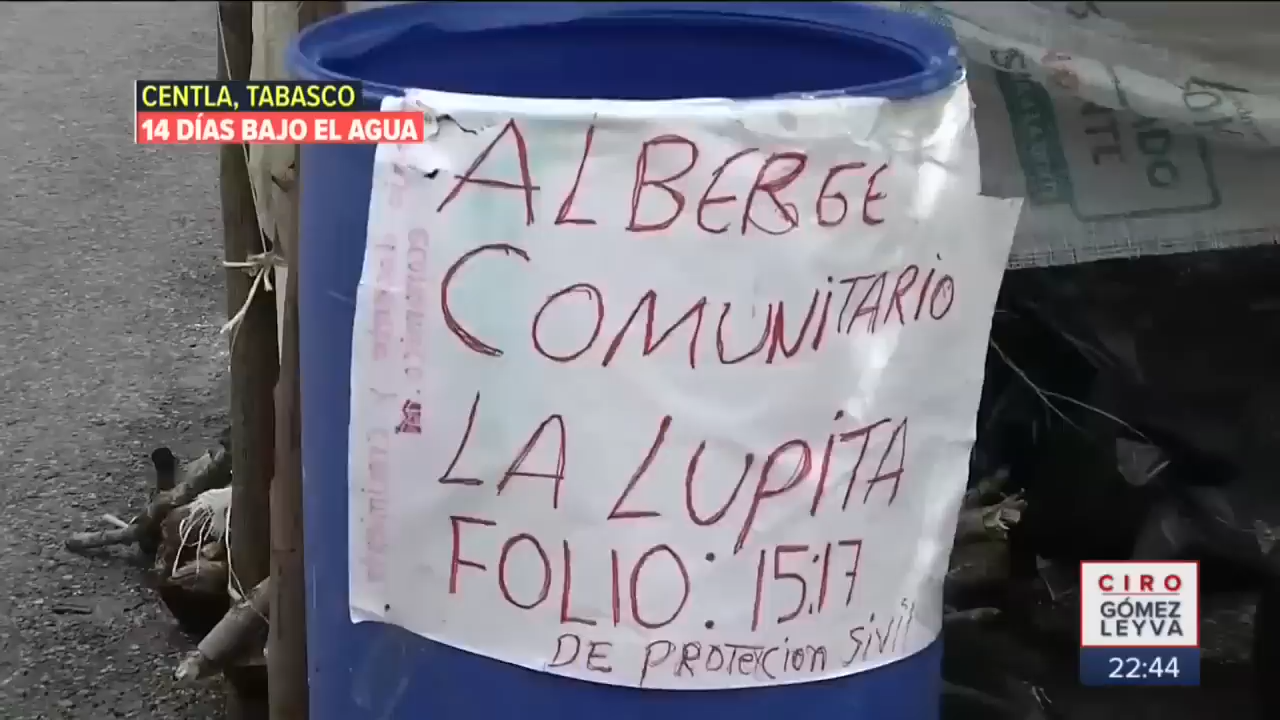 CENTLA, TABASCO
14 DÍAS BAJO EL AGUA
ALBERGE
COMUNITARIO
LA LUPITA
FOLIO: 15:17
DE PROTECCION SIVIL
CIRO
GÓMEZ
LEYVA
22:44